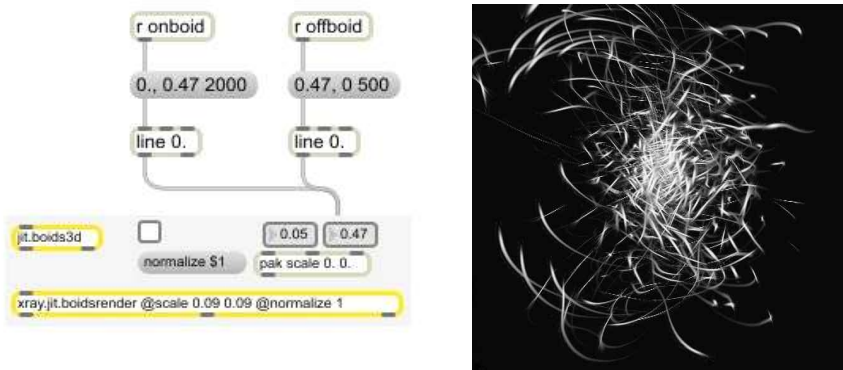 r onboid
r offboid
0., 0.47 2000
0.47, 0 500
line 0.
line 0.
jit.boids3d
0.05
0.47
normalize $1
pak scale 0. 0.
xray.jit.boidsrender @scale 0.09 0.09 @normalize 1